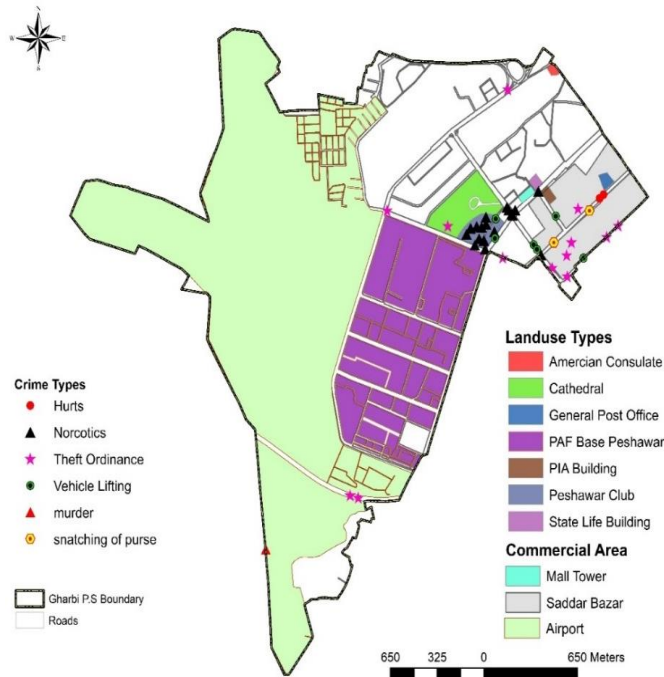 N
W
E
S
Crime Types
Hurts
Norcotics
Theft Ordinance
Vehicle Lifting
murder
snatching of purse
Gharbi P.S Boundary
Roads
Landuse Types
Amercian Consulate
Cathedral
General Post Office
PAF Base Peshawar
PIA Building
Peshawar Club
State Life Building
Commercial Area
Mall Tower
Saddar Bazar
Airport
650 325 0 650 Meters